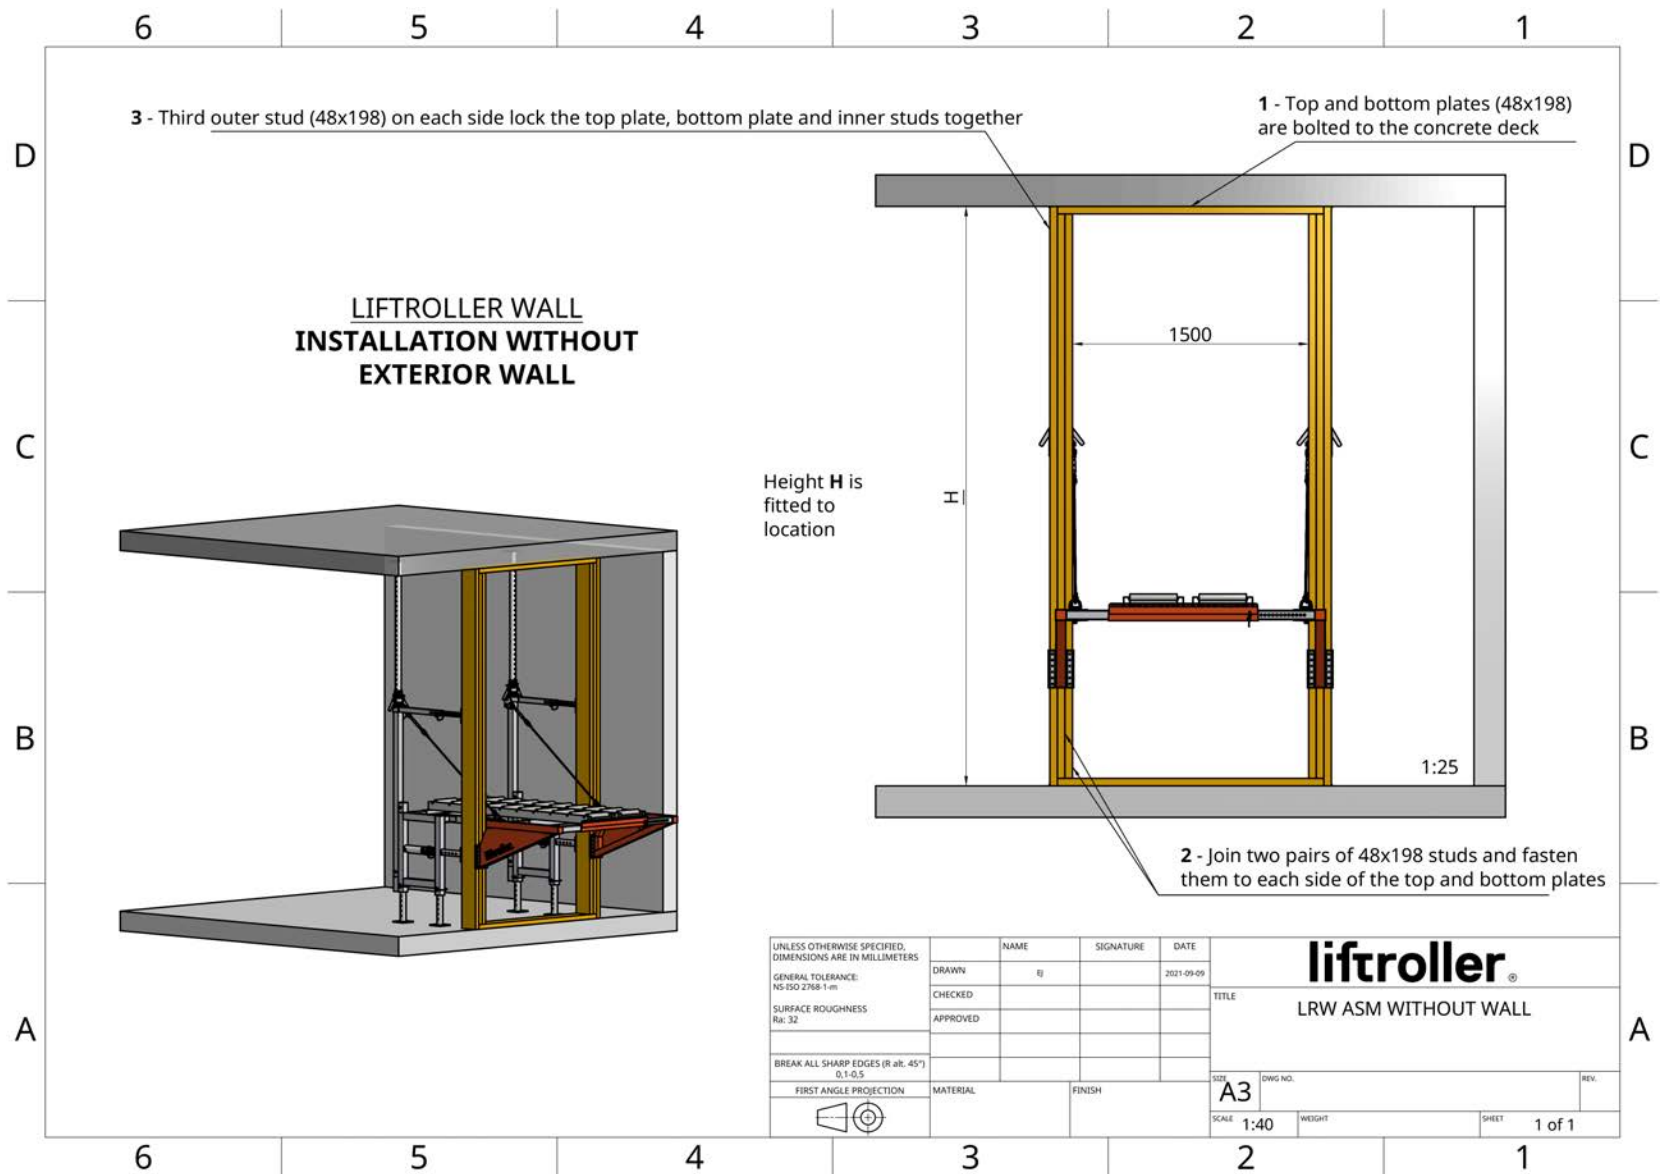 6 5 4 3 2 1
3 - Third outer stud (48x198) on each side lock the top plate, bottom plate and inner studs together
1 - Top and bottom plates (48x198)
are bolted to the concrete deck
D D
LIFTROLLER WALL
INSTALLATION WITHOUT
EXTERIOR WALL
1500
C C
Height H is
fitted to
location
H
B B
1:25
2 - Join two pairs of 48x198 studs and fasten
them to each side of the top and bottom plates
UNLESS OTHERWISE SPECIFIED,
DIMENSIONS ARE IN MILLIMETERS
GENERAL TOLERANCE:
NS-ISO 2768-1-m
SURFACE ROUGHNESS
Ra: 32
BREAK ALL SHARP EDGES (R alt. 45°)
0,1-0,5
FIRST ANGLE PROJECTION
NAME SIGNATURE DATE
DRAWN EJ 2021-09-09
CHECKED
APPROVED
MATERIAL FINISH
liftroller®
TITLE
LRW ASM WITHOUT WALL
A A
SIZE A3 DWG NO. REV.
SCALE 1:40 WEIGHT SHEET 1 of 1
6 5 4 3 2 1